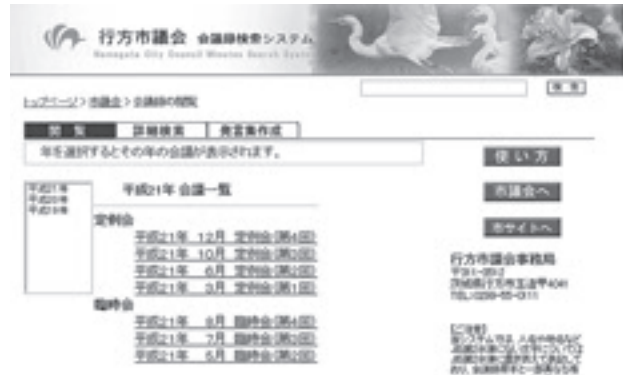 行方市議会 会議録検索システム
Namegata City Council Minutes Search System
検 索
トップページ > 市議会 > 会議録の閲覧
閲 覧
詳細検索
発言集作成
年を選択するとその年の会議が表示されます。
使 い 方
平成21年
平成20年
平成19年
平成21年 会議一覧
市議会へ
定例会
市サイトへ
平成21年 12月 定例会(第4回)
平成21年 10月 定例会(第3回)
平成21年 6月 定例会(第2回)
平成21年 3月 定例会(第1回)
行方市議会事務局
臨時会
平成21年 8月 臨時会(第4回)
平成21年 7月 臨時会(第3回)
平成21年 5月 臨時会(第2回)
【ご注意】